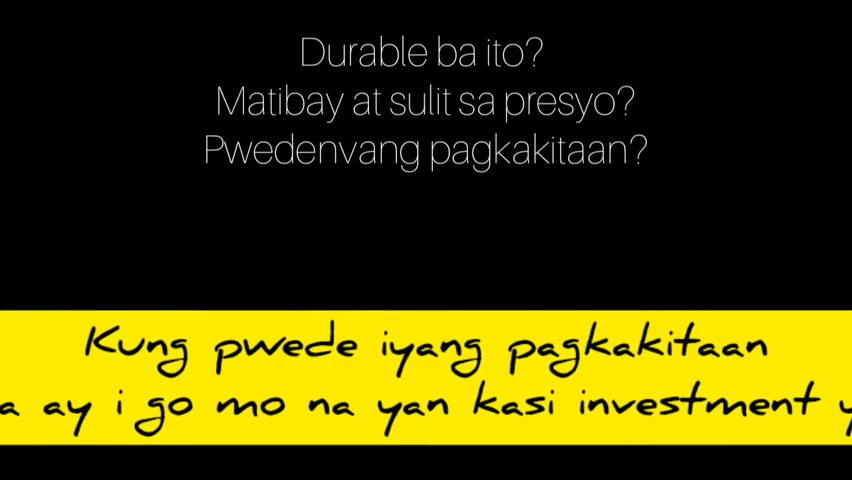 Durable ba ito?
Matibay at sulit sa presyo?
Pwedenvang pagkakitaan?
Kung pwede iyang pagkakitaan
a ay i go mo na yan kasi investment y